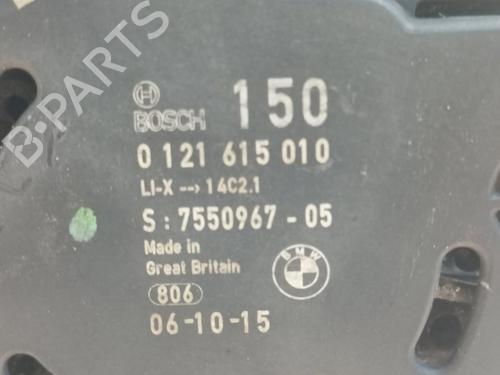 B-PARTS
BOSCH 150
0 121 615 010
LI-X --> 14C2.1
S : 7550967 - 05
Made in
Great Britain
BMW
806
06-10-15